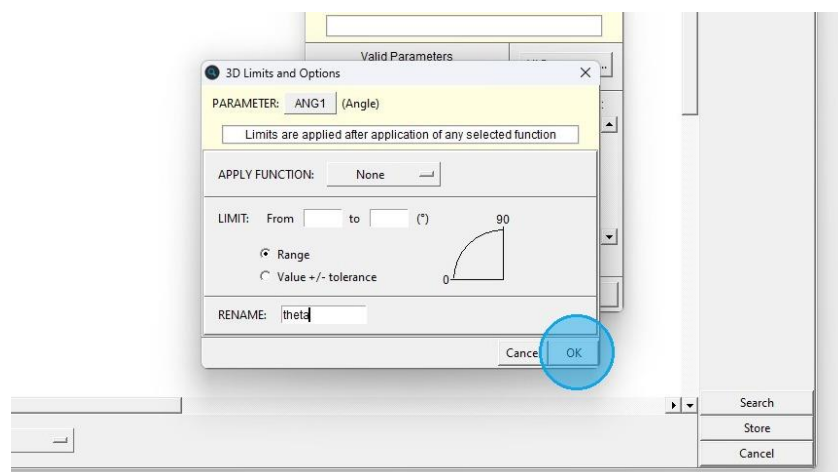 Valid Parameters
3D Limits and Options
PARAMETER: ANG1 (Angle)
Limits are applied after application of any selected function
APPLY FUNCTION: None
LIMIT: From to (°) 90
Range
Value +/- tolerance 0
RENAME: theta
Cancel OK
Search
Store
Cancel